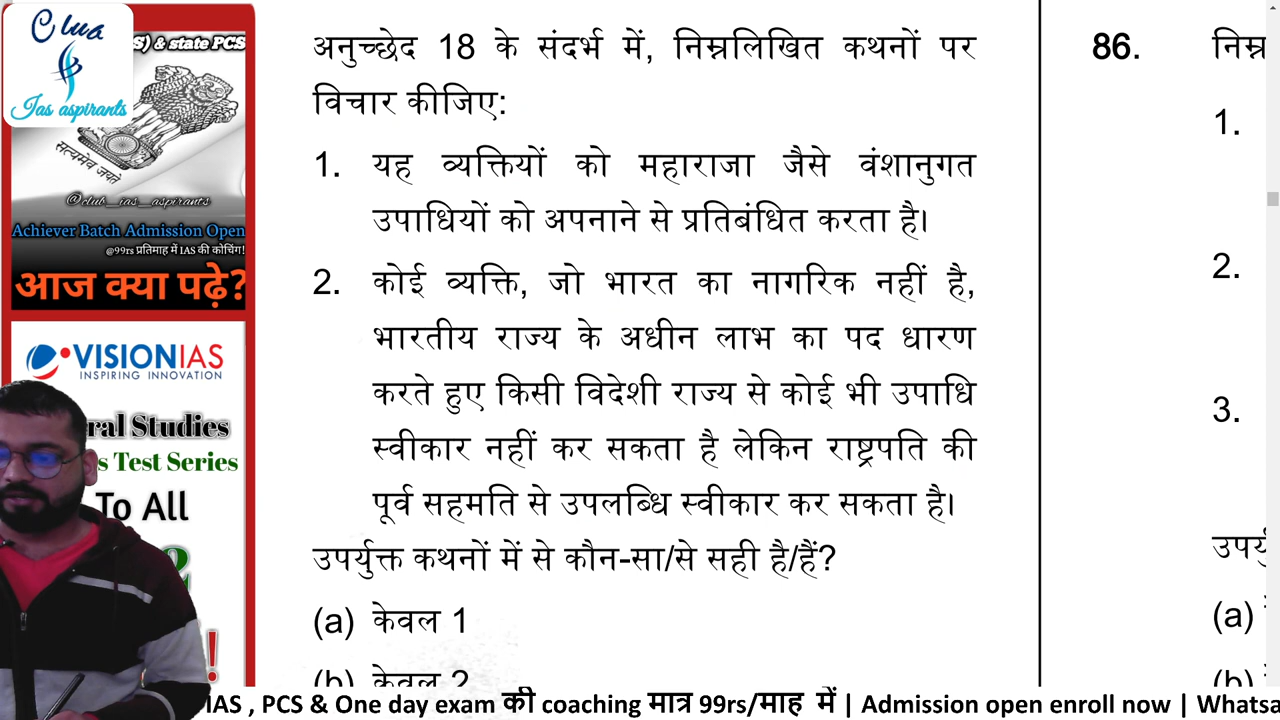 Clua
Ias aspirants
S) & state PCS
सत्यमेव जयते
@club_ias_aspirants
Achiever Batch Admission Open
@99rs प्रतिमाह में IAS की कोचिंग!
आज क्या पढ़े?
VISIONIAS
INSPIRING INNOVATION
ral Studies
s Test Series
To All
2
!
अनुच्छेद 18 के संदर्भ में, निम्नलिखित कथनों पर
विचार कीजिए:
1. यह व्यक्तियों को महाराजा जैसे वंशानुगत
उपाधियों को अपनाने से प्रतिबंधित करता है।
2. कोई व्यक्ति, जो भारत का नागरिक नहीं है,
भारतीय राज्य के अधीन लाभ का पद धारण
करते हुए किसी विदेशी राज्य से कोई भी उपाधि
स्वीकार नहीं कर सकता है लेकिन राष्ट्रपति की
पूर्व सहमति से उपलब्धि स्वीकार कर सकता है।
उपर्युक्त कथनों में से कौन-सा/से सही है/हैं?
(a) केवल 1
(b) केवल 2
86. निम्न
1.
2.
3.
उपर्यु
(a)
(b)
IAS , PCS & One day exam की coaching मात्र 99rs/माह में | Admission open enroll now | Whatsa